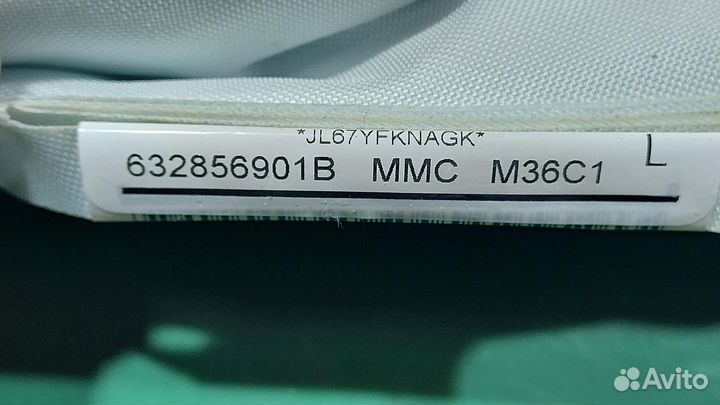 *JL67YFKNAGK*
632856901B MMC M36C1 L
Avito